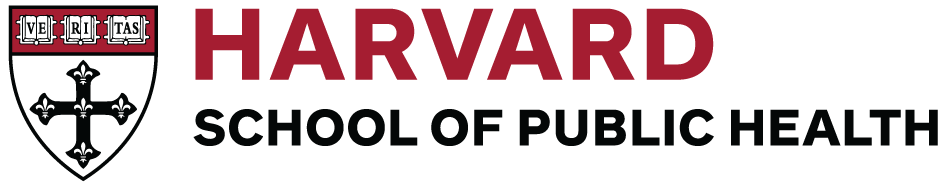 VE RI TAS
HARVARD
SCHOOL OF PUBLIC HEALTH